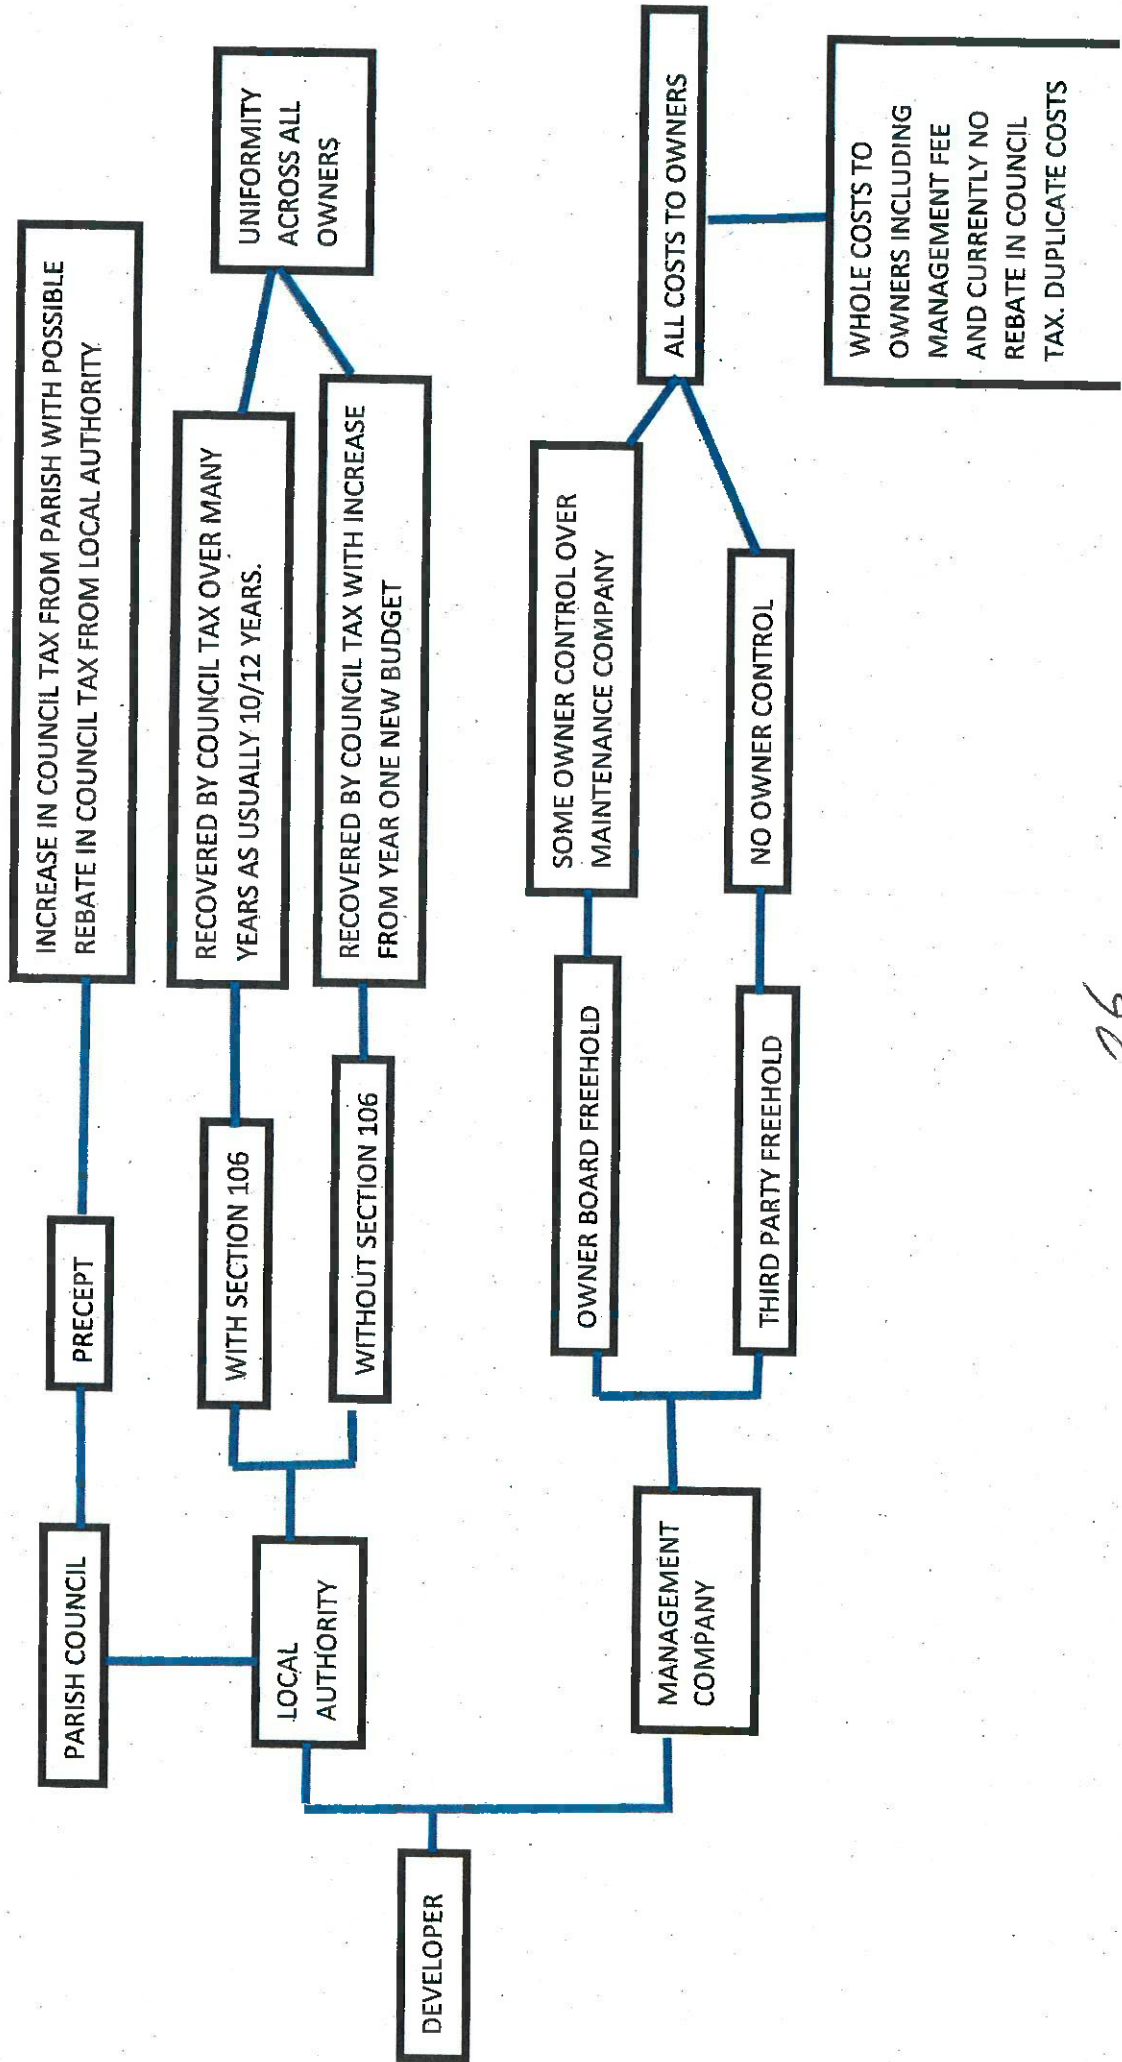 DEVELOPER
PARISH COUNCIL
LOCAL
AUTHORITY
MANAGEMENT
COMPANY
PRECEPT
WITH SECTION 106
WITHOUT SECTION 106
OWNER BOARD FREEHOLD
THIRD PARTY FREEHOLD
INCREASE IN COUNCIL TAX FROM PARISH WITH POSSIBLE
REBATE IN COUNCIL TAX FROM LOCAL AUTHORITY
RECOVERED BY COUNCIL TAX OVER MANY
YEARS AS USUALLY 10/12 YEARS.
RECOVERED BY COUNCIL TAX WITH INCREASE
FROM YEAR ONE NEW BUDGET
SOME OWNER CONTROL OVER
MAINTENANCE COMPANY
NO OWNER CONTROL
UNIFORMITY
ACROSS ALL
OWNERS
ALL COSTS TO OWNERS
WHOLE COSTS TO
OWNERS INCLUDING
MANAGEMENT FEE
AND CURRENTLY NO
REBATE IN COUNCIL
TAX. DUPLICATE COSTS